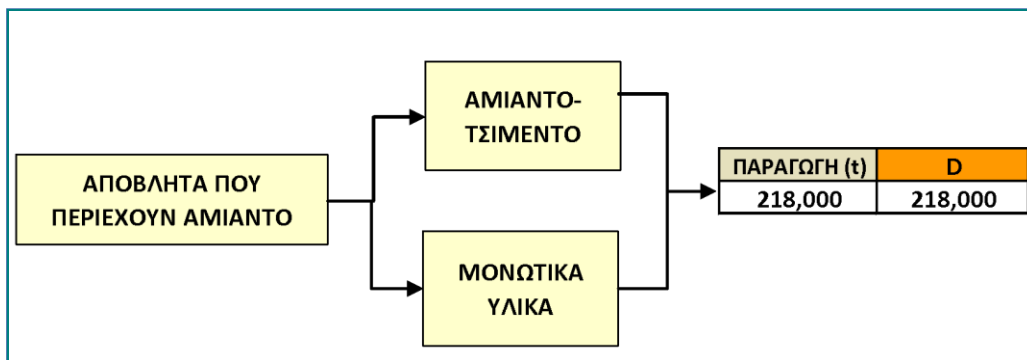 ΑΠΟΒΛΗΤΑ ΠΟΥ
ΠΕΡΙΕΧΟΥΝ ΑΜΙΑΝΤΟ
ΑΜΙΑΝΤΟ-
ΤΣΙΜΕΝΤΟ
ΜΟΝΩΤΙΚΑ
ΥΛΙΚΑ
ΠΑΡΑΓΩΓΗ (t) D
218,000 218,000